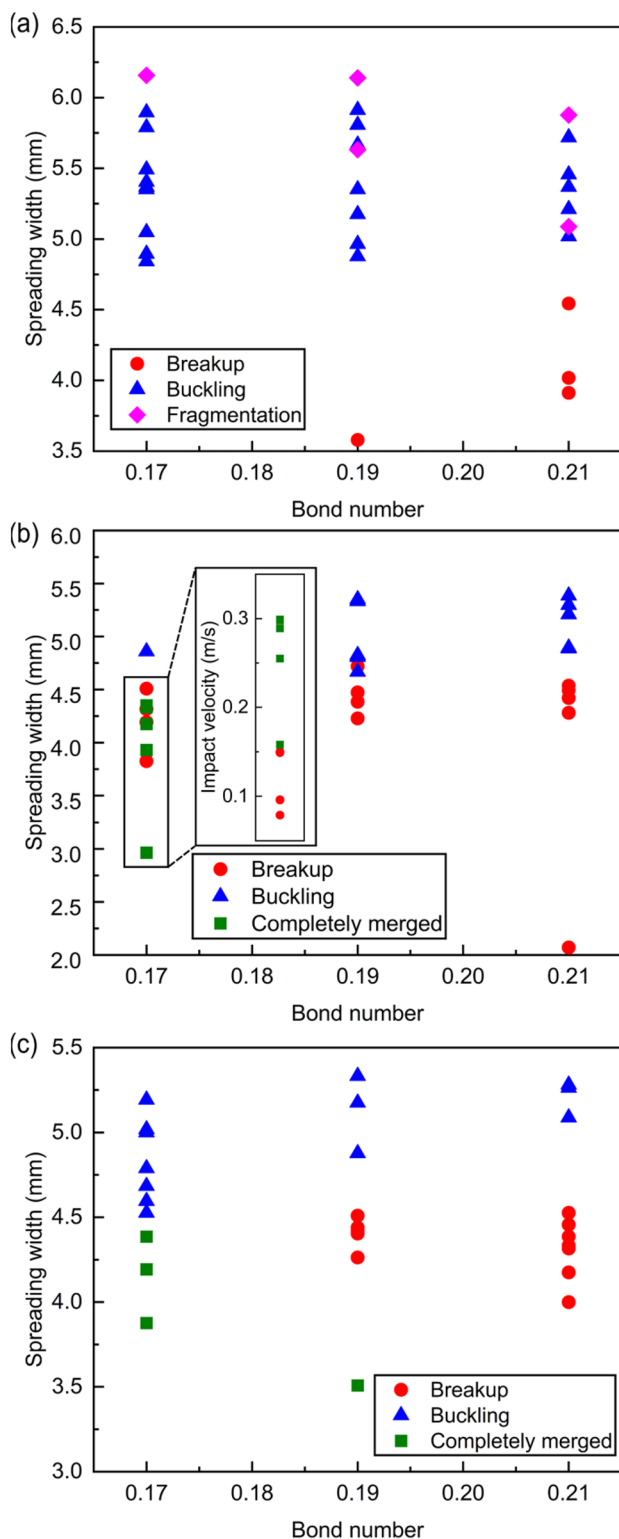 (a)
6.5
6.0
5.5
5.0
4.5
4.0
3.5
Spreading width (mm)
Breakup
Buckling
Fragmentation
0.17 0.18 0.19 0.20 0.21
Bond number
(b)
6.0
5.5
5.0
4.5
4.0
3.5
3.0
2.5
2.0
Spreading width (mm)
0.3
0.2
0.1
Impact velocity (m/s)
Breakup
Buckling
Completely merged
0.17 0.18 0.19 0.20 0.21
Bond number
(c)
5.5
5.0
4.5
4.0
3.5
3.0
Spreading width (mm)
Breakup
Buckling
Completely merged
0.17 0.18 0.19 0.20 0.21
Bond number